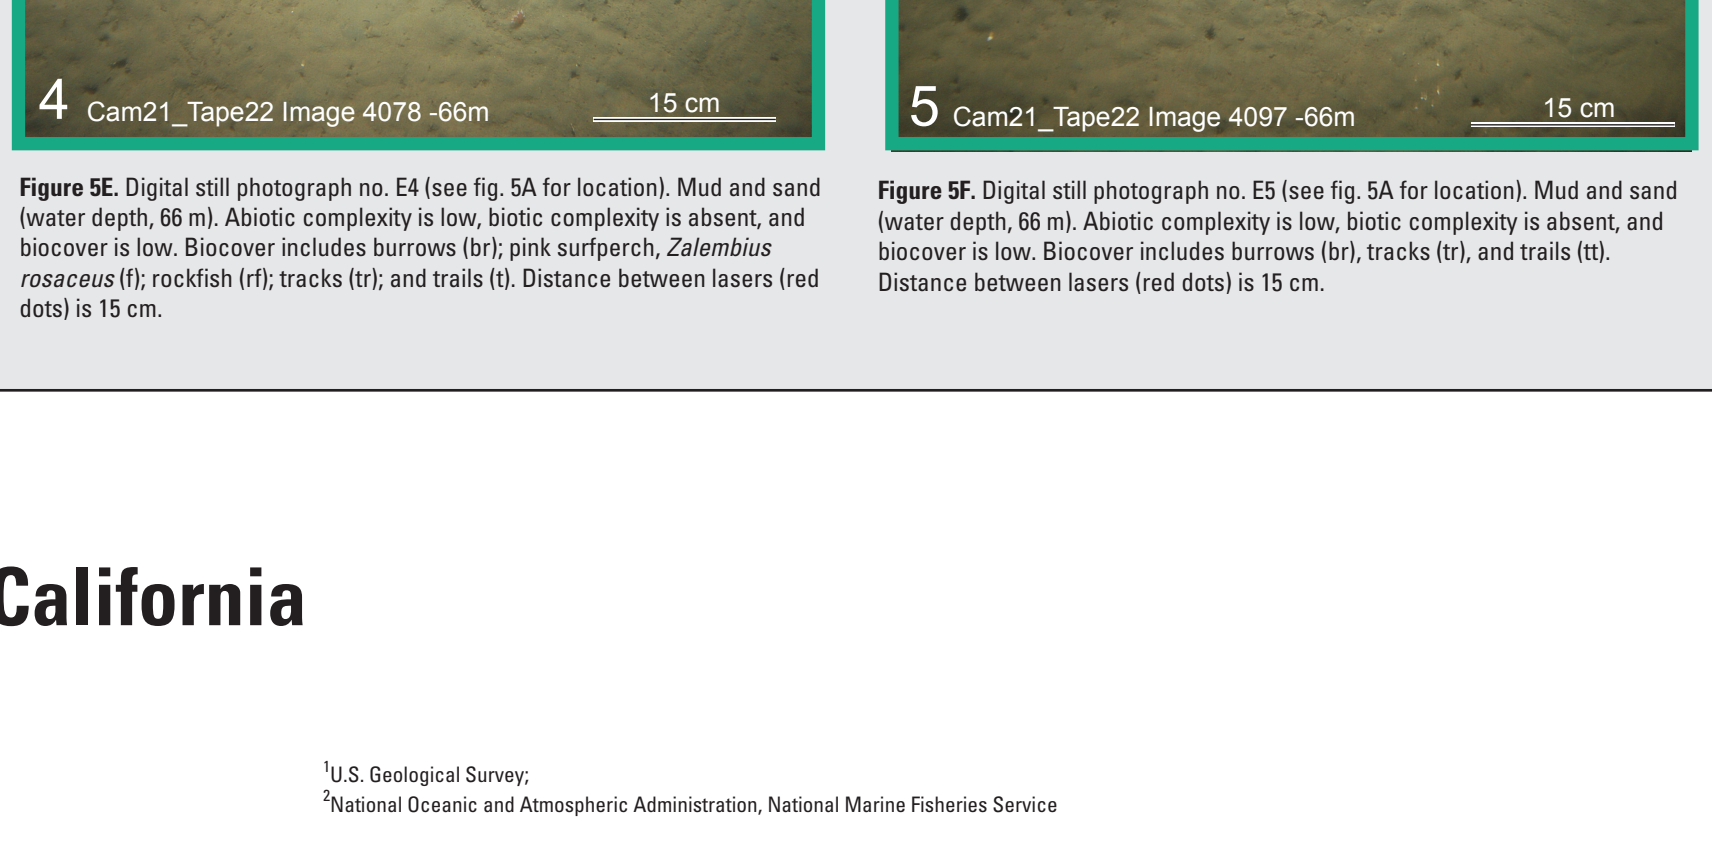 4 Cam21_Tape22 Image 4078 -66m 15 cm
Figure 5E. Digital still photograph no. E4 (see fig. 5A for location). Mud and sand
(water depth, 66 m). Abiotic complexity is low, biotic complexity is absent, and
biocover is low. Biocover includes burrows (br); pink surfperch, Zalembius
rosaceus (f); rockfish (rf); tracks (tr); and trails (t). Distance between lasers (red
dots) is 15 cm.
5 Cam21_Tape22 Image 4097 -66m 15 cm
Figure 5F. Digital still photograph no. E5 (see fig. 5A for location). Mud and sand
(water depth, 66 m). Abiotic complexity is low, biotic complexity is absent, and
biocover is low. Biocover includes burrows (br), tracks (tr), and trails (tt).
Distance between lasers (red dots) is 15 cm.
California
1U.S. Geological Survey;
2National Oceanic and Atmospheric Administration, National Marine Fisheries Service